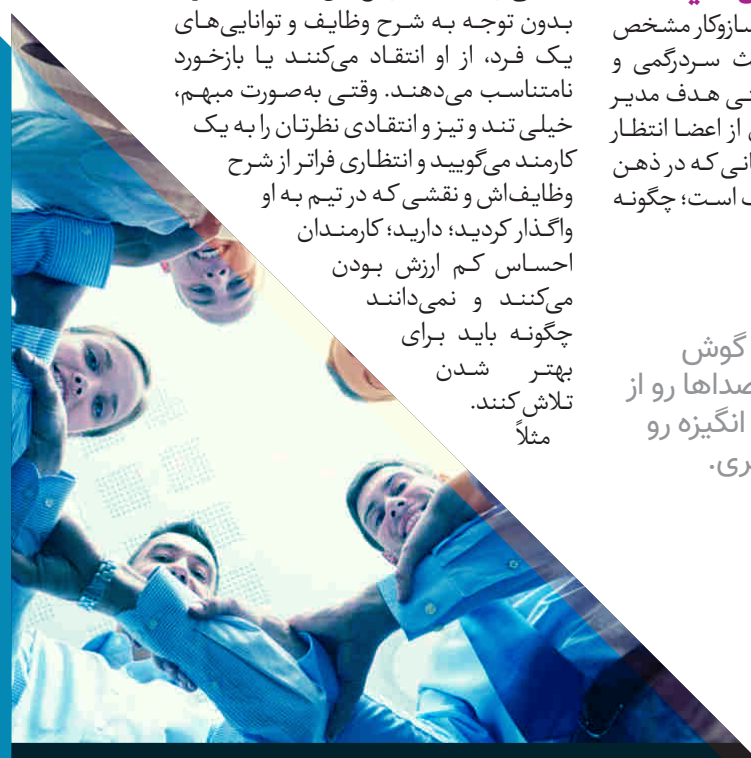 سازوکار مشخص
سردرگمی و
هدف مدیر
از اعضا انتظار
که در ذهن
است؛ چگونه
گوش
صداها رو از
انگیزه رو
بدون توجه به شرح وظایف و توانایی‌های
یک فرد، از او انتقاد می‌کنند یا بازخورد
نامتناسب می‌دهند. وقتی به‌صورت مبهم،
خیلی تند و تیز و انتقادی نظرتان را به یک
کارمند می‌گویید و انتظاری فراتر از شرح
وظایف‌اش و نقشی که در تیم به او
واگذار کردید؛ دارید؛ کارمندان
احساس کم ارزش بودن
می‌کنند و نمی‌دانند
چگونه باید برای
بهتر شدن
تلاش کنند.
مثلاً